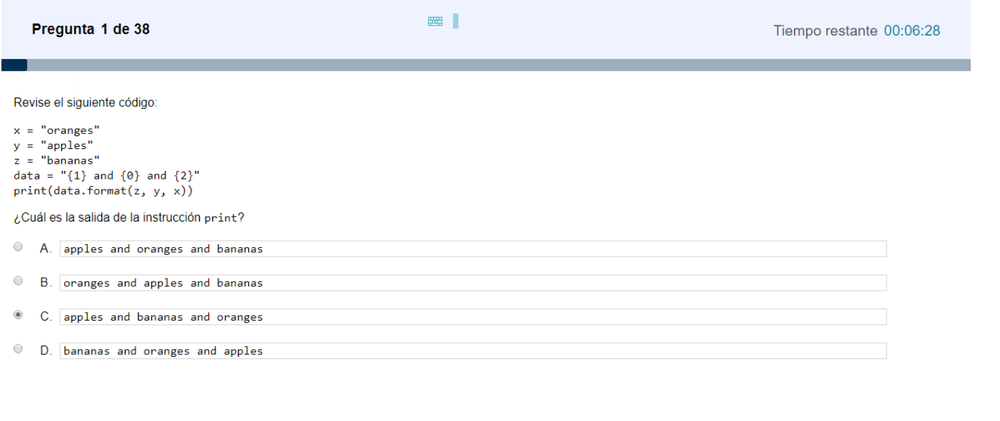 Pregunta 1 de 38
Tiempo restante 00:06:28
Revise el siguiente código:
x = "oranges"
y = "apples"
z = "bananas"
data = "{1} and {0} and {2}"
print(data.format(z, y, x))
¿Cuál es la salida de la instrucción print?
A. apples and oranges and bananas
B. oranges and apples and bananas
C. apples and bananas and oranges
D. bananas and oranges and apples